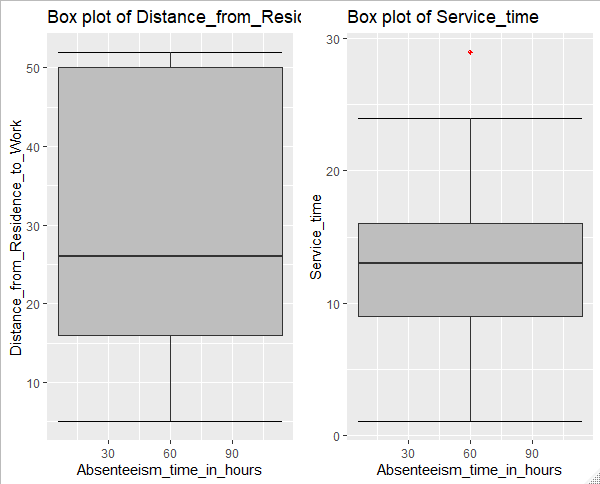 Box plot of Distance_from_Resid
Distance_from_Residence_to_Work
50
40
30
20
10
30 60 90
Absenteeism_time_in_hours
Box plot of Service_time
Service_time
30
20
10
0
30 60 90
Absenteeism_time_in_hours